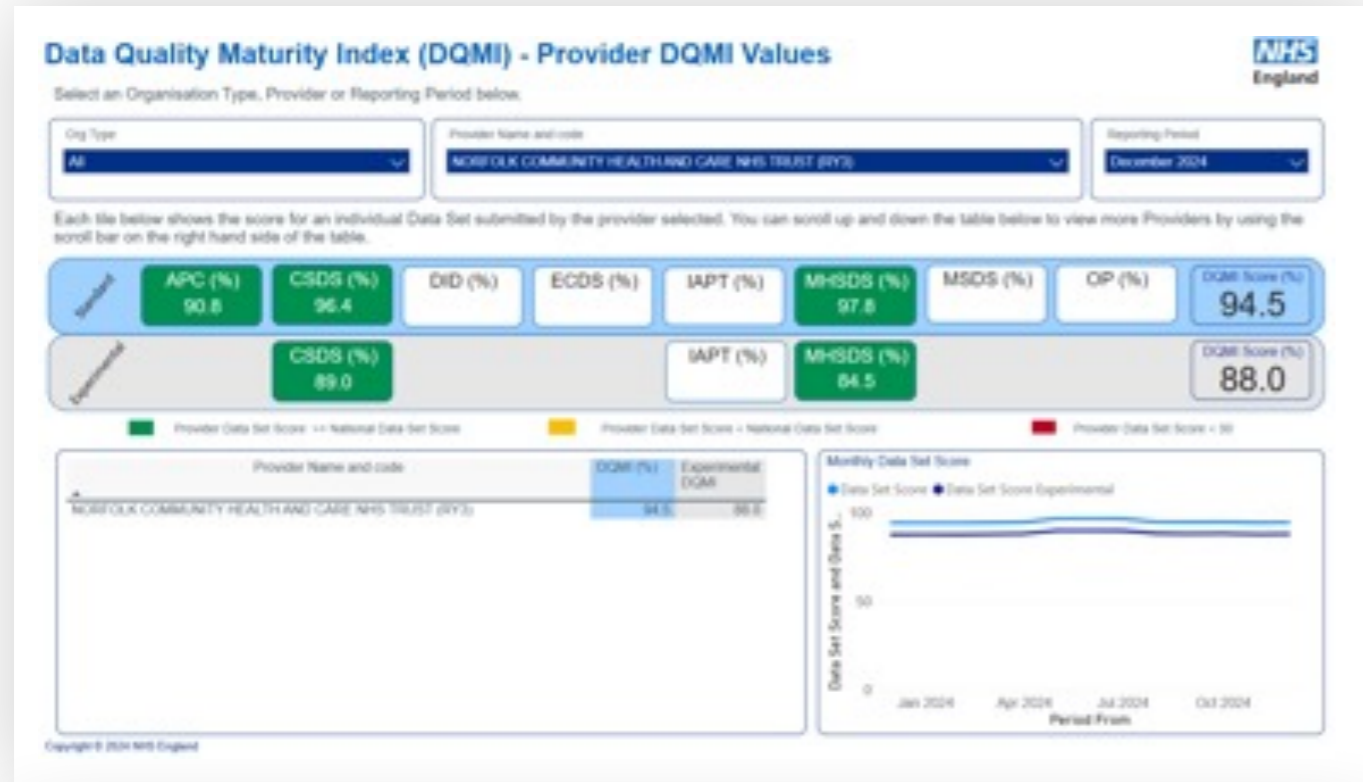 Data Quality Maturity Index (DQMI) - Provider DQMI Values
NHS
England
Select an Organisation Type, Provider or Reporting Period below.
Org Type
All
Provider Name and code
NORFOLK COMMUNITY HEALTH AND CARE NHS TRUST (RY3)
Reporting Period
December 2024
Each tile below shows the score for an individual Data Set submitted by the provider selected. You can scroll up and down the table below to view more Providers by using the
scroll bar on the right hand side of the table.
Standard
APC (%)
90.8
CSDS (%)
96.4
DID (%)
ECDS (%)
IAPT (%)
MHSDS (%)
97.8
MSDS (%)
OP (%)
DQMI Score (%)
94.5
Experimental
CSDS (%)
89.0
IAPT (%)
MHSDS (%)
84.5
DQMI Score (%)
88.0
Provider Data Set Score >= National Data Set Score
Provider Data Set Score < National Data Set Score
Provider Data Set Score <
Provider Name and code
DQMI (%)
Experimental
DQMI
NORFOLK COMMUNITY HEALTH AND CARE NHS TRUST (RY3)
94.5
88.0
Monthly Data Set Score
Data Set Score
Data Set Score Experimental
Data Set Score and Data S...
100
50
0
Jan 2024
Apr 2024
Jul 2024
Oct 2024
Period From
Copyright © 2024 NHS England